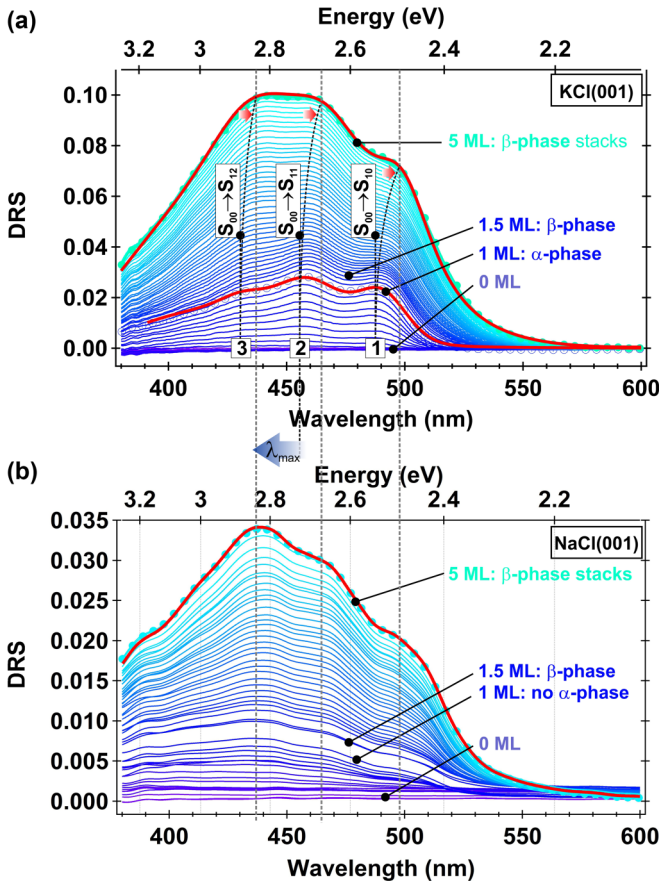 Energy (eV)
(a)
3.2 3 2.8 2.6 2.4 2.2
KCl(001)
0.10
5 ML: β-phase stacks
0.08
S00→S12
S00→S11
S00→S10
0.06
DRS
1.5 ML: β-phase
0.04
1 ML: α-phase
0 ML
0.02
0.00
3 2 1
400 450 500 550 600
Wavelength (nm)
λmax
(b)
Energy (eV)
3.2 3 2.8 2.6 2.4 2.2
0.035
NaCl(001)
0.030
5 ML: β-phase stacks
0.025
0.020
DRS
1.5 ML: β-phase
0.015
1 ML: no α-phase
0.010
0 ML
0.005
0.000
400 450 500 550 600
Wavelength (nm)